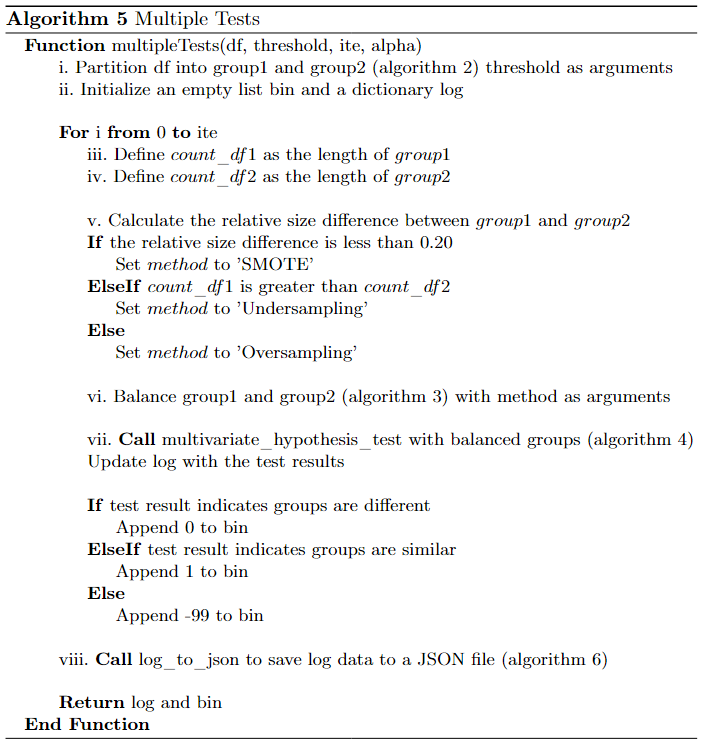 Algorithm 5 Multiple Tests
Function multipleTests(df, threshold, ite, alpha)
i. Partition df into group1 and group2 (algorithm 2) threshold as arguments
ii. Initialize an empty list bin and a dictionary log
For i from 0 to ite
iii. Define count_df1 as the length of group1
iv. Define count_df2 as the length of group2
v. Calculate the relative size difference between group1 and group2
If the relative size difference is less than 0.20
Set method to 'SMOTE'
ElseIf count_df1 is greater than count_df2
Set method to 'Undersampling'
Else
Set method to 'Oversampling'
vi. Balance group1 and group2 (algorithm 3) with method as arguments
vii. Call multivariate_hypothesis_test with balanced groups (algorithm 4)
Update log with the test results
If test result indicates groups are different
Append 0 to bin
ElseIf test result indicates groups are similar
Append 1 to bin
Else
Append -99 to bin
viii. Call log_to_json to save log data to a JSON file (algorithm 6)
Return log and bin
End Function